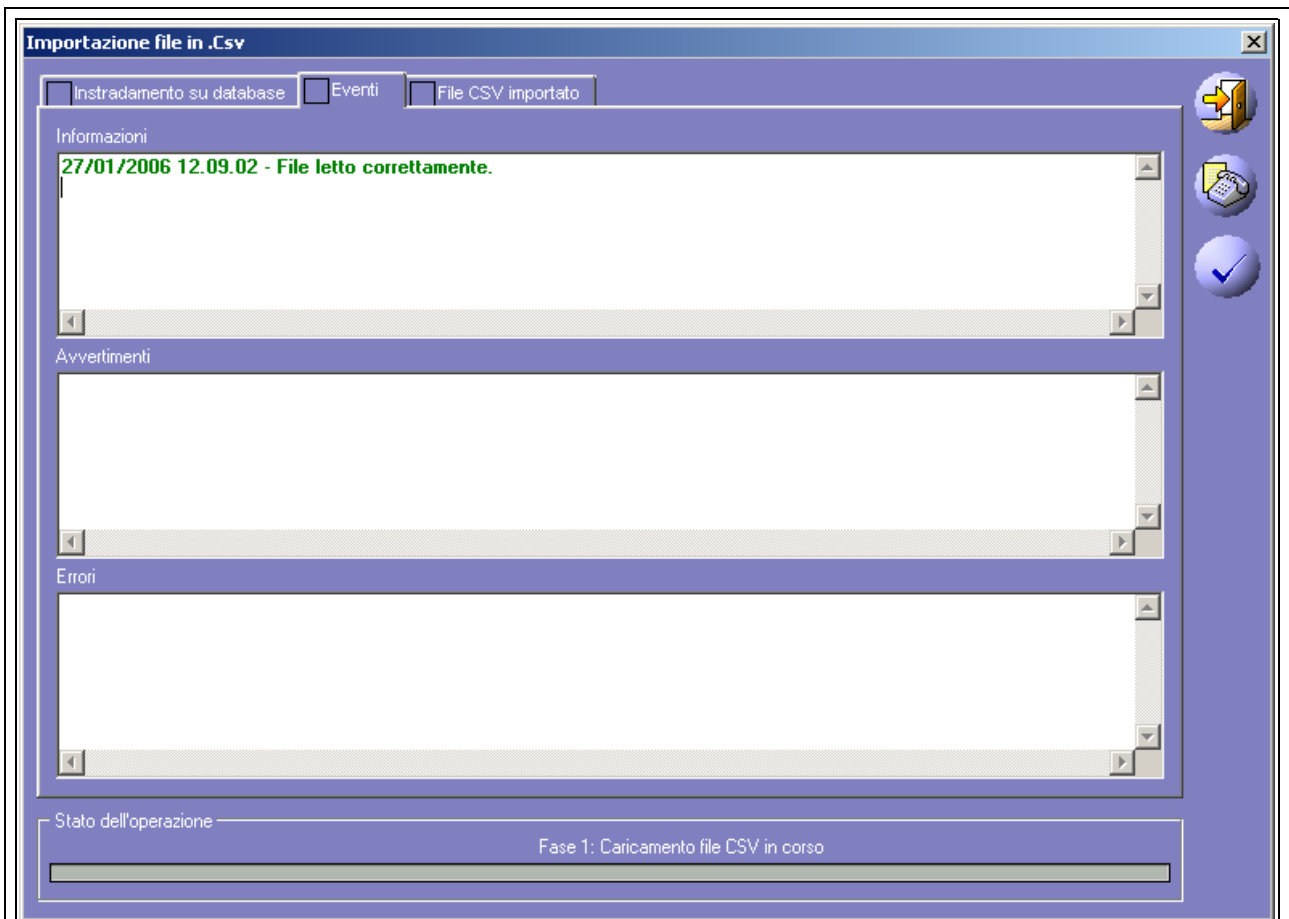 Importazione file in .Csv
Instradamento su database Eventi File CSV importato
Informazioni
27/01/2006 12.09.02 - File letto correttamente.
Avvertimenti
Errori
Stato dell'operazione
Fase 1: Caricamento file CSV in corso